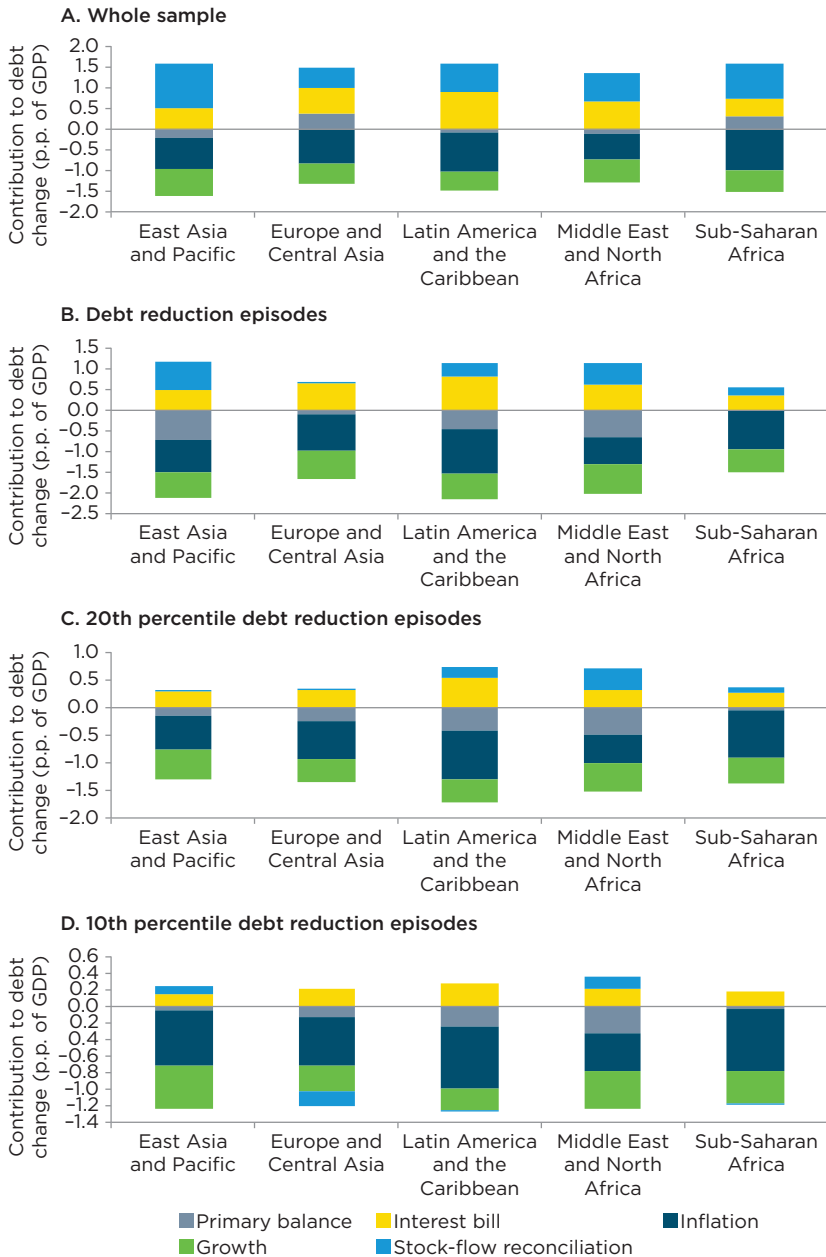 A. Whole sample
Contribution to debt
change (p.p. of GDP)
2.0
1.5
1.0
0.5
0.0
−0.5
−1.0
−1.5
−2.0
East Asia
and Pacific
Europe and
Central Asia
Latin America
and the
Caribbean
Middle East
and North
Africa
Sub-Saharan
Africa
B. Debt reduction episodes
Contribution to debt
change (p.p. of GDP)
1.5
1.0
0.5
0.0
−0.5
−1.0
−1.5
−2.0
−2.5
East Asia
and Pacific
Europe and
Central Asia
Latin America
and the
Caribbean
Middle East
and North
Africa
Sub-Saharan
Africa
C. 20th percentile debt reduction episodes
Contribution to debt
change (p.p. of GDP)
1.0
0.5
0.0
−0.5
−1.0
−1.5
−2.0
East Asia
and Pacific
Europe and
Central Asia
Latin America
and the
Caribbean
Middle East
and North
Africa
Sub-Saharan
Africa
D. 10th percentile debt reduction episodes
Contribution to debt
change (p.p. of GDP)
0.6
0.4
0.2
0.0
0.2
0.4
−0.6
−0.8
−1.0
−1.2
−1.4
East Asia
and Pacific
Europe and
Central Asia
Latin America
and the
Caribbean
Middle East
and North
Africa
Sub-Saharan
Africa
Primary balance
Interest bill
Inflation
Growth
Stock-flow reconciliation